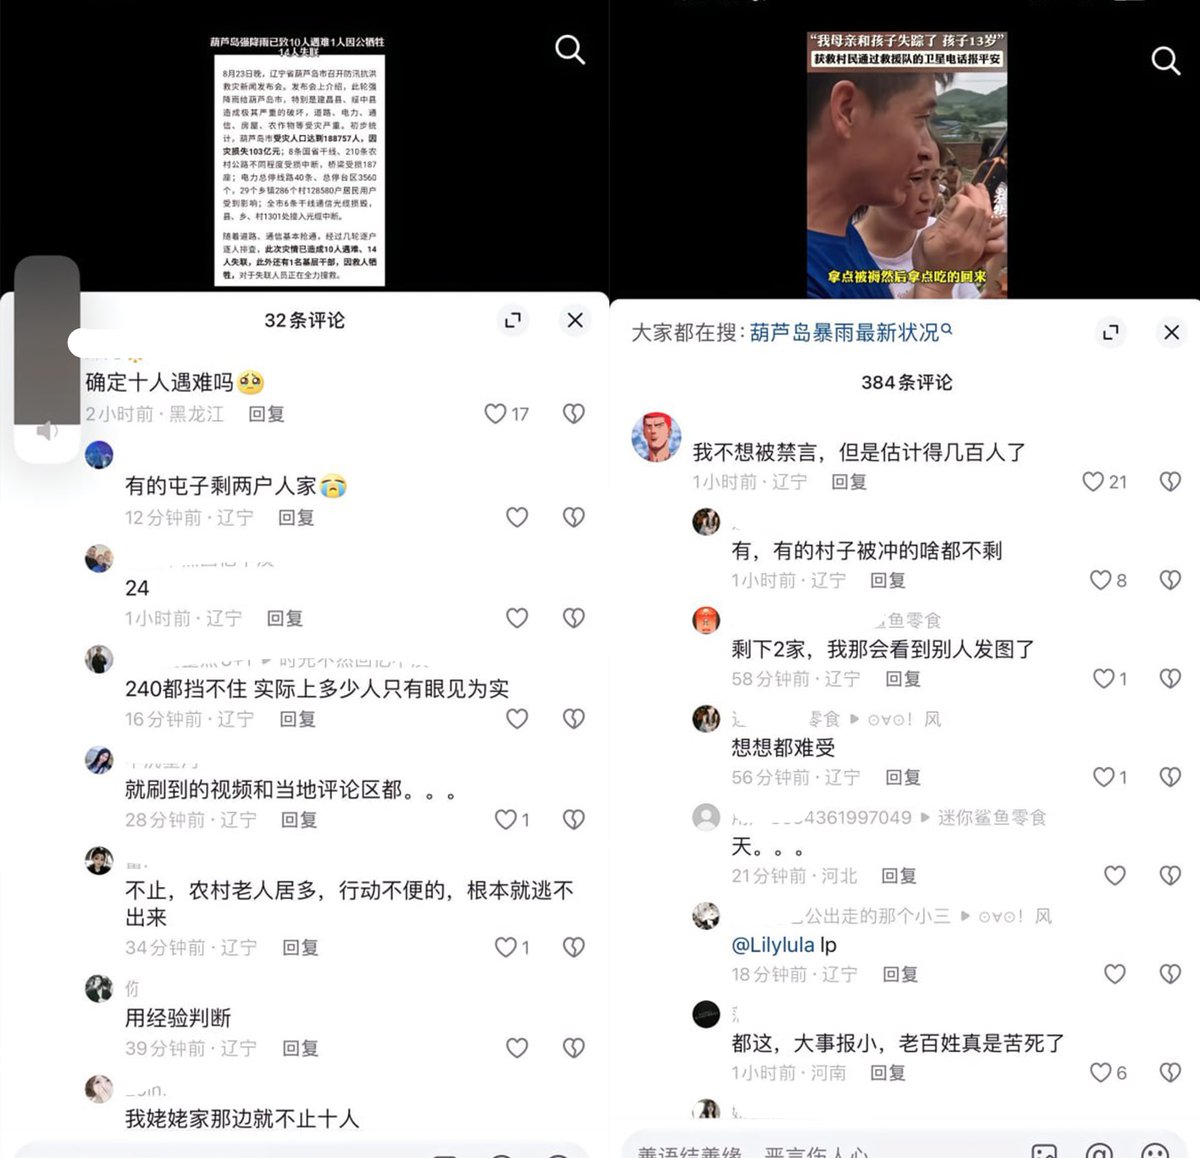 葫芦岛强降雨已致10人遇难1人因公牺牲
14人失联
8月23日晚，辽宁省葫芦岛市召开防汛抗洪
救灾新闻发布会。发布会上介绍，此轮强
降雨给葫芦岛市，特别是建昌县、绥中县
造成极其严重的破坏，道路、电力、通
信、房屋、农作物等受灾严重。初步统
计，葫芦岛市受灾人口达到188757人，因
灾损失103亿元；8条国省干线、210条农
村公路不同程度受损中断，桥梁受损187
座；电力总停线路40条、总停台区3560
个，29个乡镇286个村128580户居民用户
受到影响；全市6条干线通信光缆损毁，
县、乡、村1301处接入光缆中断。
随着道路、通信基本抢通，经过几轮逐户
逐人排查，此次灾情已造成10人遇难、14
人失联，此外还有1名基层干部，因救人牺
牲，对于失联人员正在全力搜救。
32条评论
确定十人遇难吗🥺
2小时前·黑龙江 回复 17
有的屯子剩两户人家😭
12分钟前·辽宁 回复
24
1小时前·辽宁 回复
240都挡不住 实际上多少人只有眼见为实
16分钟前·辽宁 回复
就刷到的视频和当地评论区都。。。
28分钟前·辽宁 回复 1
不止，农村老人居多，行动不便的，根本就逃不
出来
34分钟前·辽宁 回复 1
用经验判断
39分钟前·辽宁 回复
我姥姥家那边就不止十人
“我母亲和孩子失踪了 孩子13岁”
获救村民通过救援队的卫星电话报平安
拿点被褥然后拿点吃的回来
大家都在搜：葫芦岛暴雨最新状况
384条评论
我不想被禁言，但是估计得几百人了
1小时前·辽宁 回复 21
有，有的村子被冲的啥都不剩
1小时前·辽宁 回复 8
鱼零食
剩下2家，我那会看到别人发图了
58分钟前·辽宁 回复 1
零食 ▶ ⊙∀⊙！风
想想都难受
56分钟前·辽宁 回复 1
4361997049 ▶ 迷你鲨鱼零食
天。。。
21分钟前·河北 回复
公出走的那个小三 ▶ ⊙∀⊙！风
@Lilylula lp
18分钟前·辽宁 回复
都这，大事报小，老百姓真是苦死了
1小时前·河南 回复 6
善语结善缘，恶言伤人心